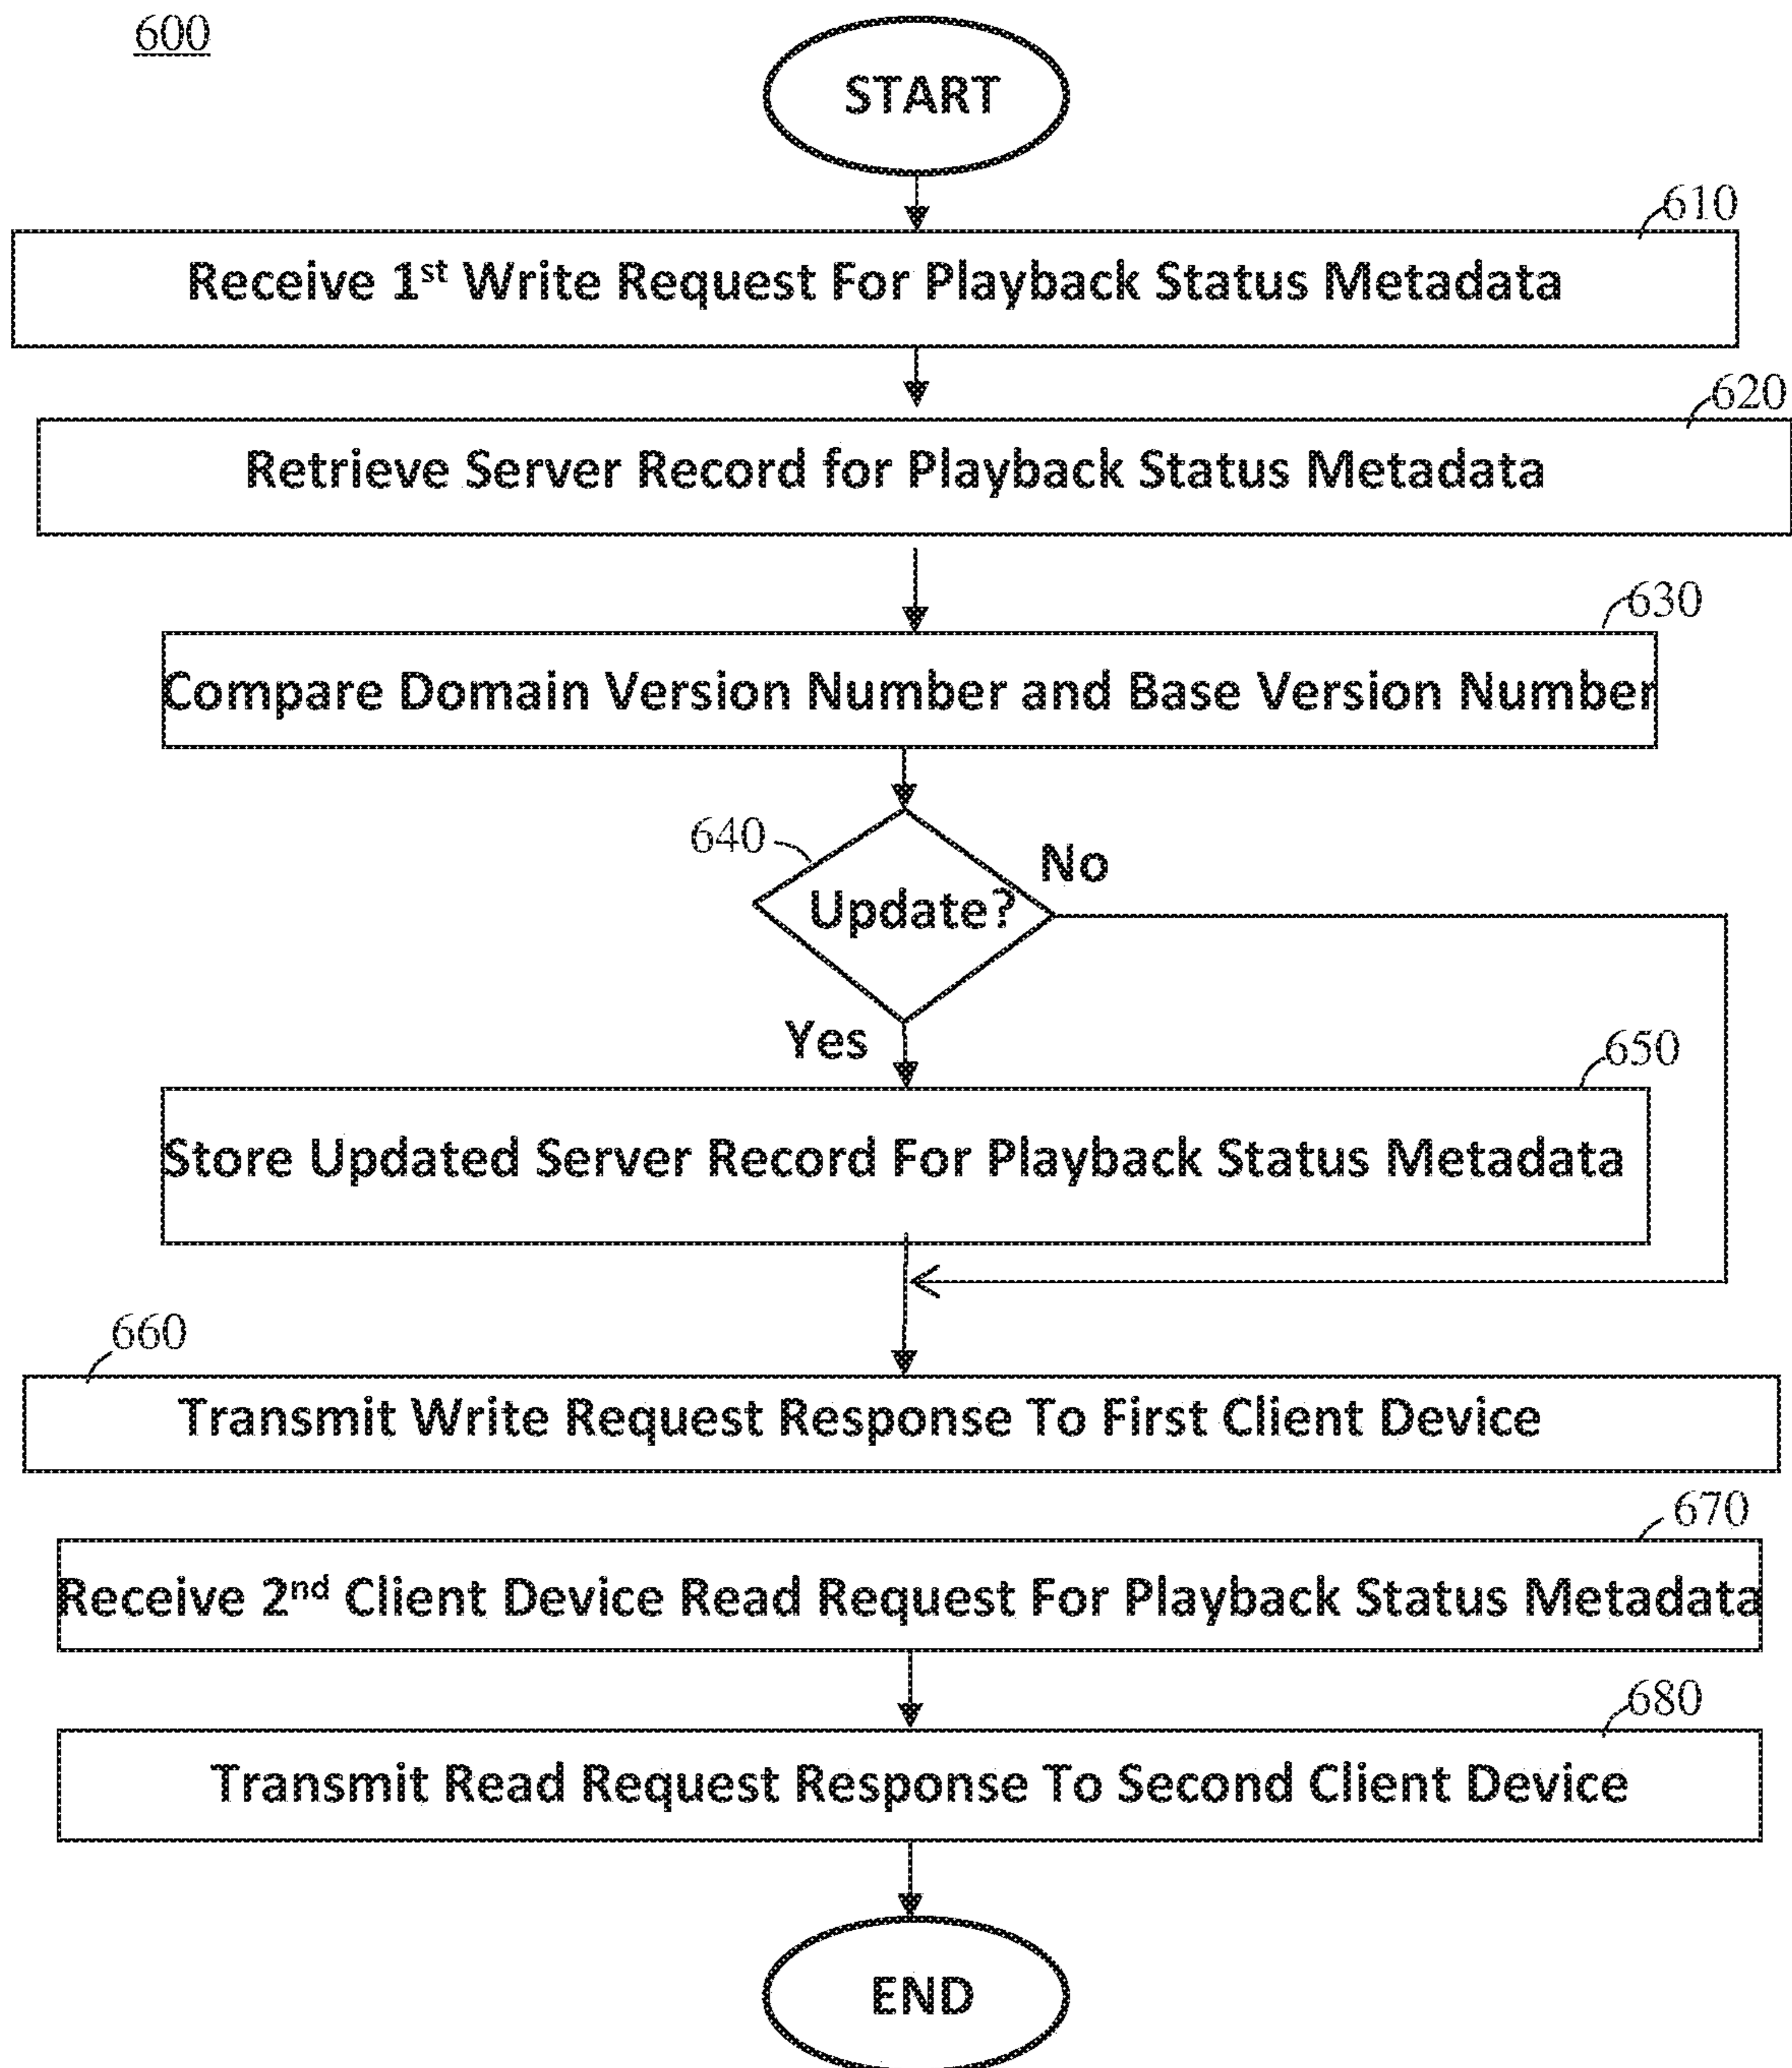 600
START
610
Receive 1st Write Request For Playback Status Metadata
620
Retrieve Server Record for Playback Status Metadata
630
Compare Domain Version Number and Base Version Number
640
No
Update?
Yes
650
Store Updated Server Record For Playback Status Metadata
660
Transmit Write Request Response To First Client Device
670
Receive 2nd Client Device Read Request For Playback Status Metadata
680
Transmit Read Request Response To Second Client Device
END